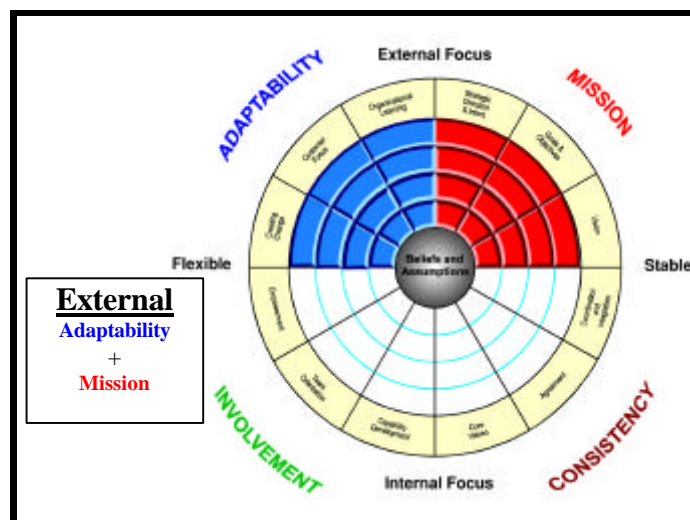 External Focus
ADAPTABILITY
MISSION
Organizational
Learning
Strategic
Direction
& Intent
Customer
Focus
Goals &
Objectives
Creating
Change
Vision
Flexible
Beliefs and
Assumptions
Stable
External
Adaptability
+
Mission
Empowerment
Coordination
and
Integration
Team
Orientation
Agreement
Capability
Development
Core
Values
INVOLVEMENT
CONSISTENCY
Internal Focus